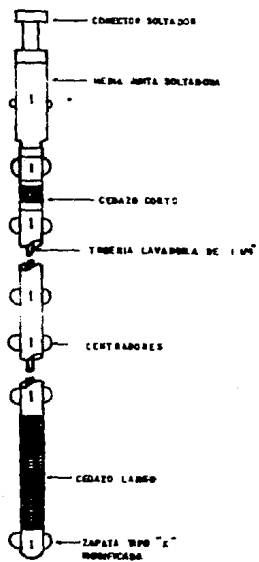 CONECTOR SOLTADOR
MEDIA JUNTA SOLTADORA
CEDAZO CORTO
TUBERIA LAVADORA DE
CENTRADORES
CEDAZO LARGO
ZAPATA TIPO "K"
MODIFICADA